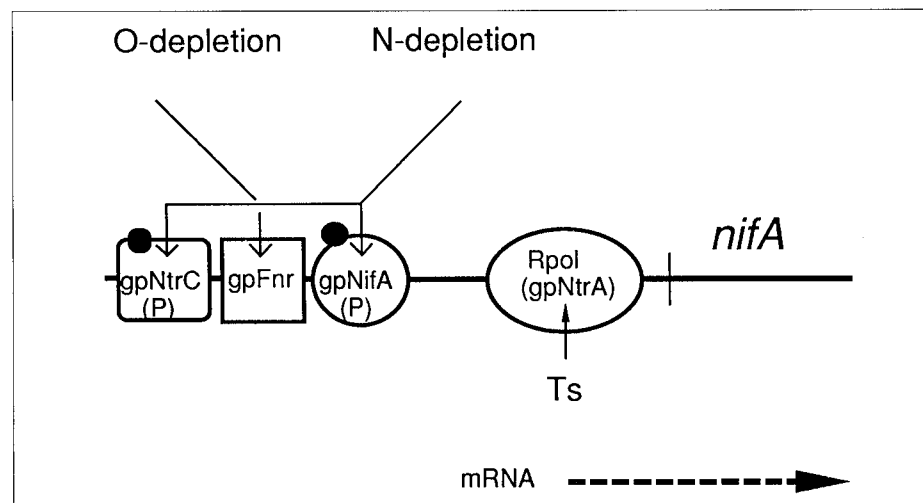 O-depletion
N-depletion
nifA
gpNtrC
(P)
gpFnr
gpNifA
(P)
Rpol
(gpNtrA)
Ts
mRNA